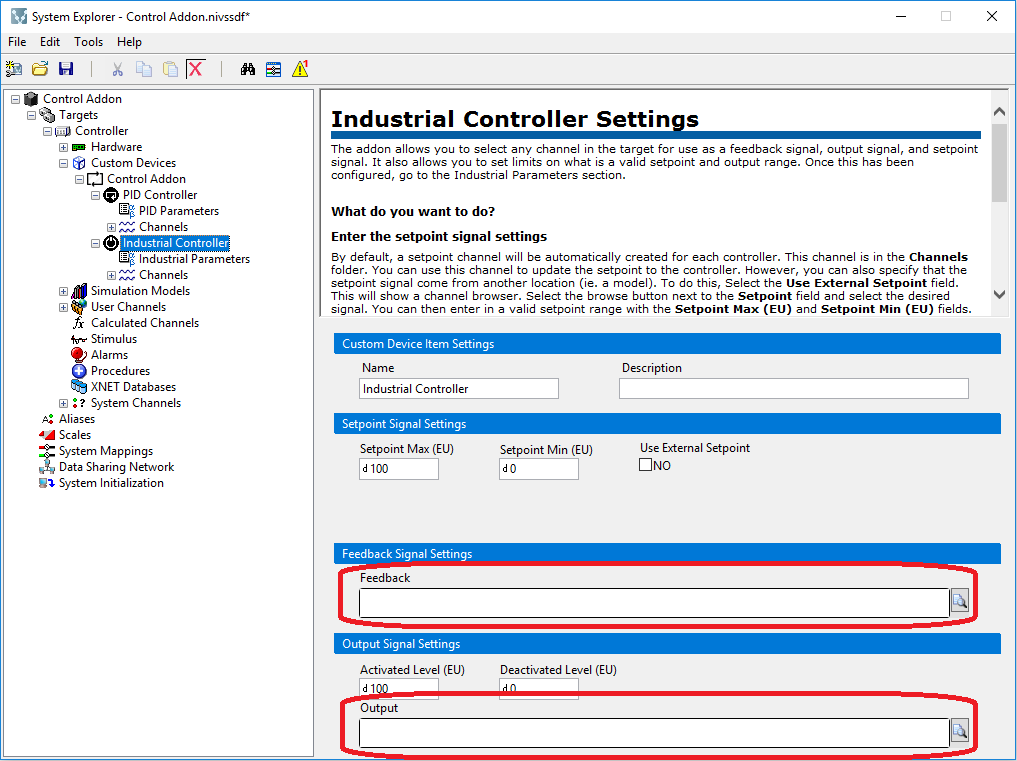 System Explorer - Control Addon.nivssdf*
File Edit Tools Help
Control Addon
Targets
Controller
Hardware
Custom Devices
Control Addon
PID Controller
PID Parameters
Channels
Industrial Controller
Industrial Parameters
Channels
Simulation Models
User Channels
Calculated Channels
Stimulus
Alarms
Procedures
XNET Databases
System Channels
Aliases
Scales
System Mappings
Data Sharing Network
System Initialization
Industrial Controller Settings
The addon allows you to select any channel in the target for use as a feedback signal, output signal, and setpoint
signal. It also allows you to set limits on what is a valid setpoint and output range. Once this has been
configured, go to the Industrial Parameters section.
What do you want to do?
Enter the setpoint signal settings
By default, a setpoint channel will be automatically created for each controller. This channel is in the Channels
folder. You can use this channel to update the setpoint to the controller. However, you can also specify that the
setpoint signal come from another location (ie. a model). To do this, Select the Use External Setpoint field.
This will show a channel browser. Select the browse button next to the Setpoint field and select the desired
signal. You can then enter in a valid setpoint range with the Setpoint Max (EU) and Setpoint Min (EU) fields.
Custom Device Item Settings
Name Description
Industrial Controller
Setpoint Signal Settings
Setpoint Max (EU) Setpoint Min (EU) Use External Setpoint
d 100 d 0 NO
Feedback Signal Settings
Feedback
Output Signal Settings
Activated Level (EU) Deactivated Level (EU)
d 100 d 0
Output